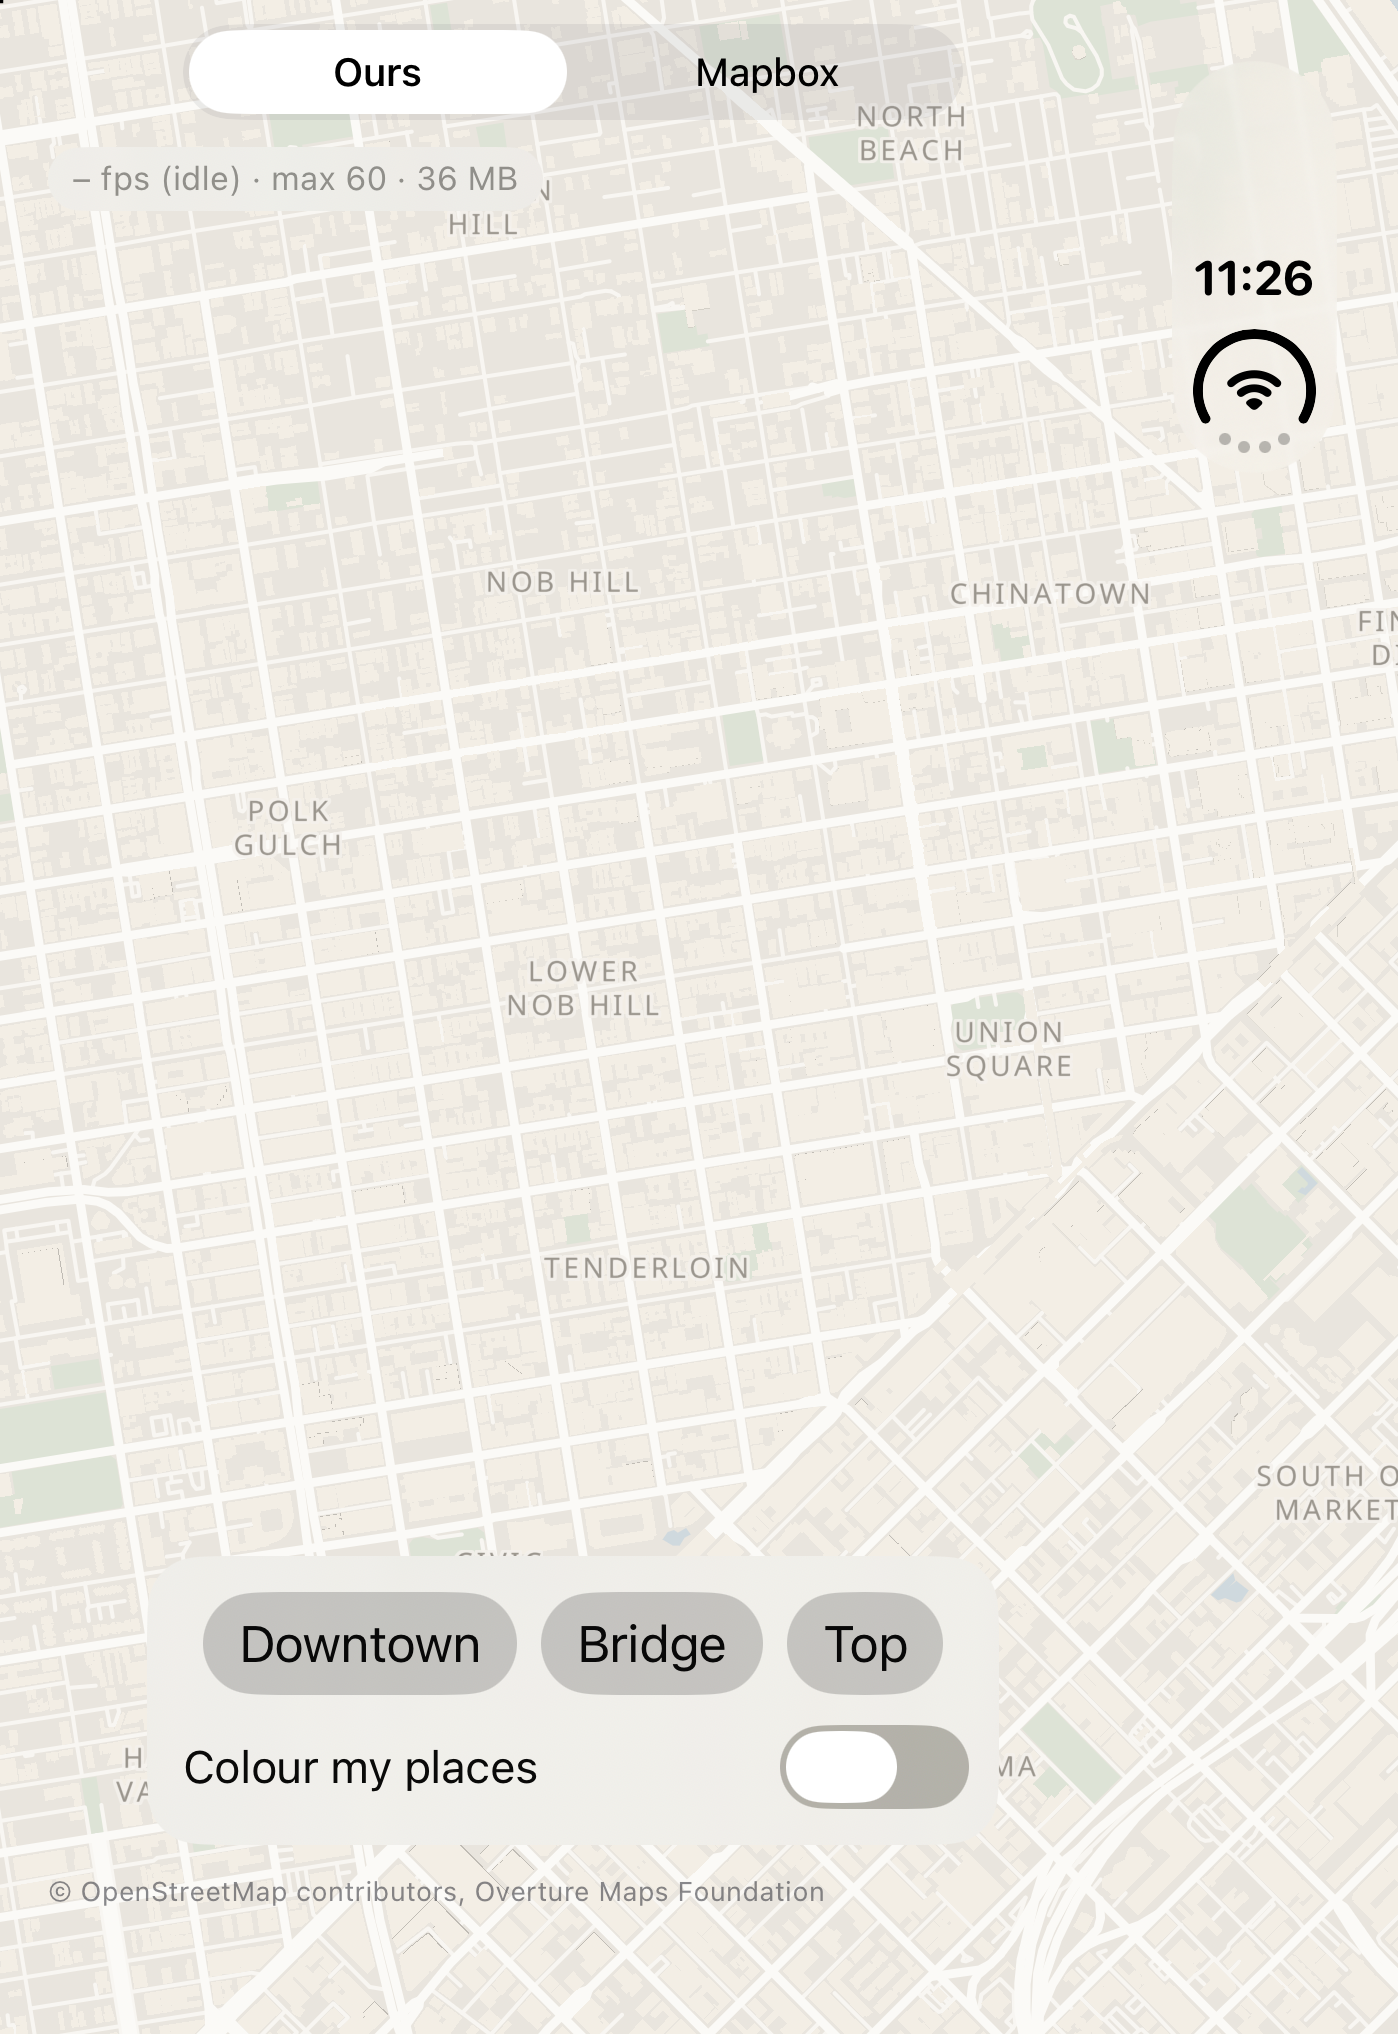 Ours
Mapbox
NORTH
BEACH
– fps (idle) · max 60 · 36 MB
HILL
11:26
NOB HILL
CHINATOWN
POLK
GULCH
LOWER
NOB HILL
UNION
SQUARE
TENDERLOIN
SOUTH O
MARKET
CIVIC
Downtown
Bridge
Top
Colour my places
© OpenStreetMap contributors, Overture Maps Foundation